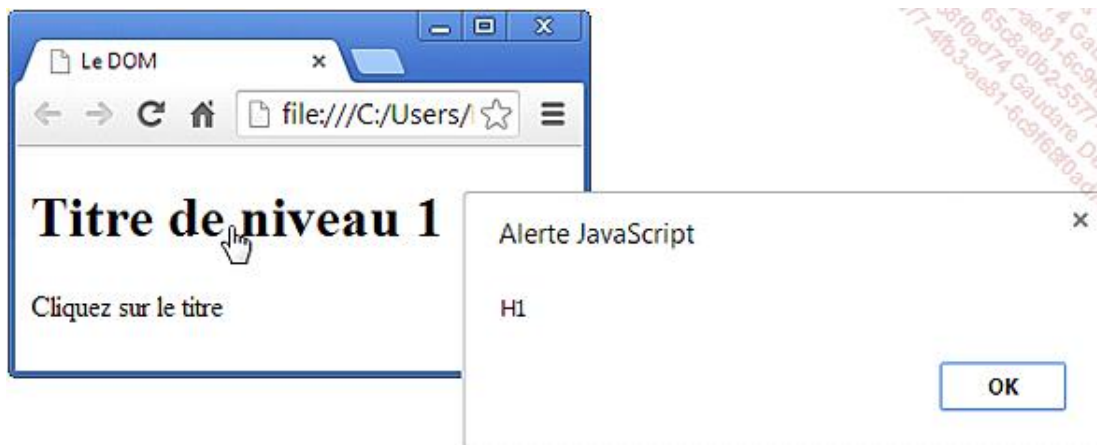 Le DOM
file:///C:/Users/
Titre de niveau 1
Cliquez sur le titre
Alerte JavaScript
H1
OK